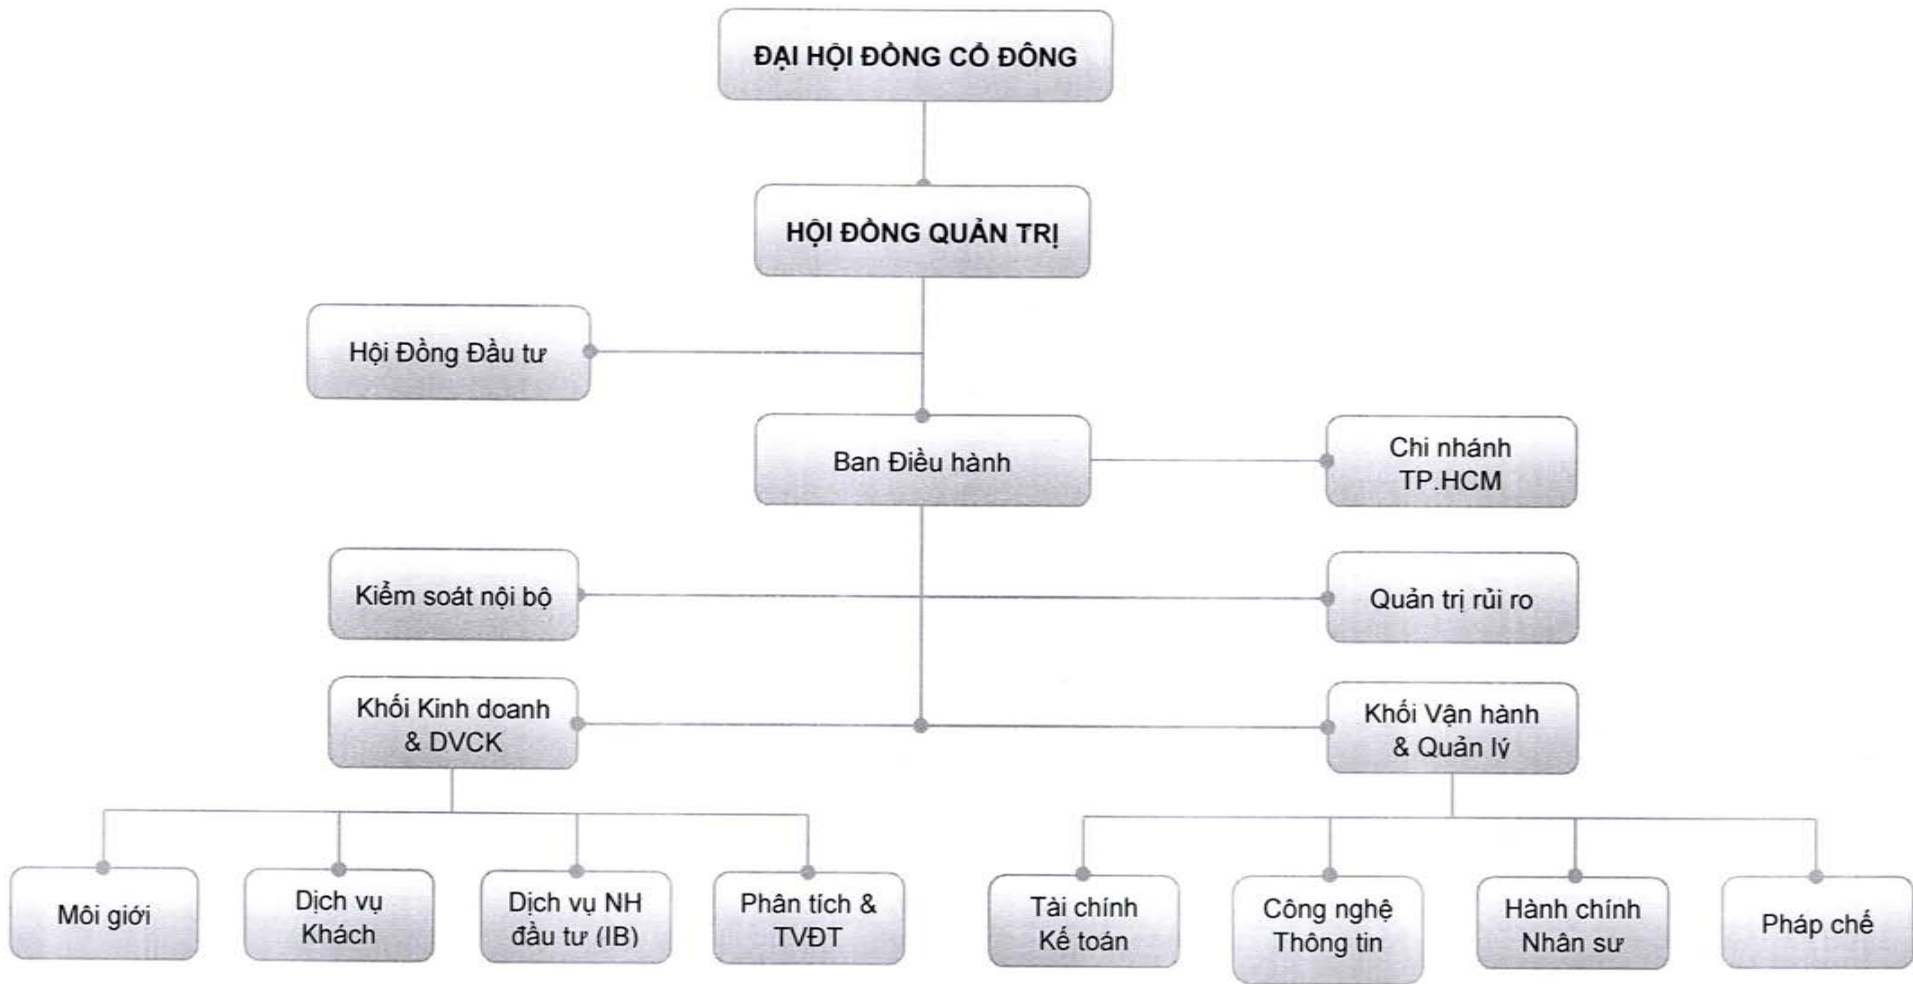 ĐẠI HỘI ĐỒNG CỔ ĐÔNG
HỘI ĐỒNG QUẢN TRỊ
Hội Đồng Đầu tư
Ban Điều hành
Chi nhánh
TP.HCM
Kiểm soát nội bộ
Quản trị rủi ro
Khối Kinh doanh
& DVCK
Khối Vận hành
& Quản lý
Môi giới
Dịch vụ
Khách
Dịch vụ NH
đầu tư (IB)
Phân tích &
TVĐT
Tài chính
Kế toán
Công nghệ
Thông tin
Hành chính
Nhân sư
Pháp chế